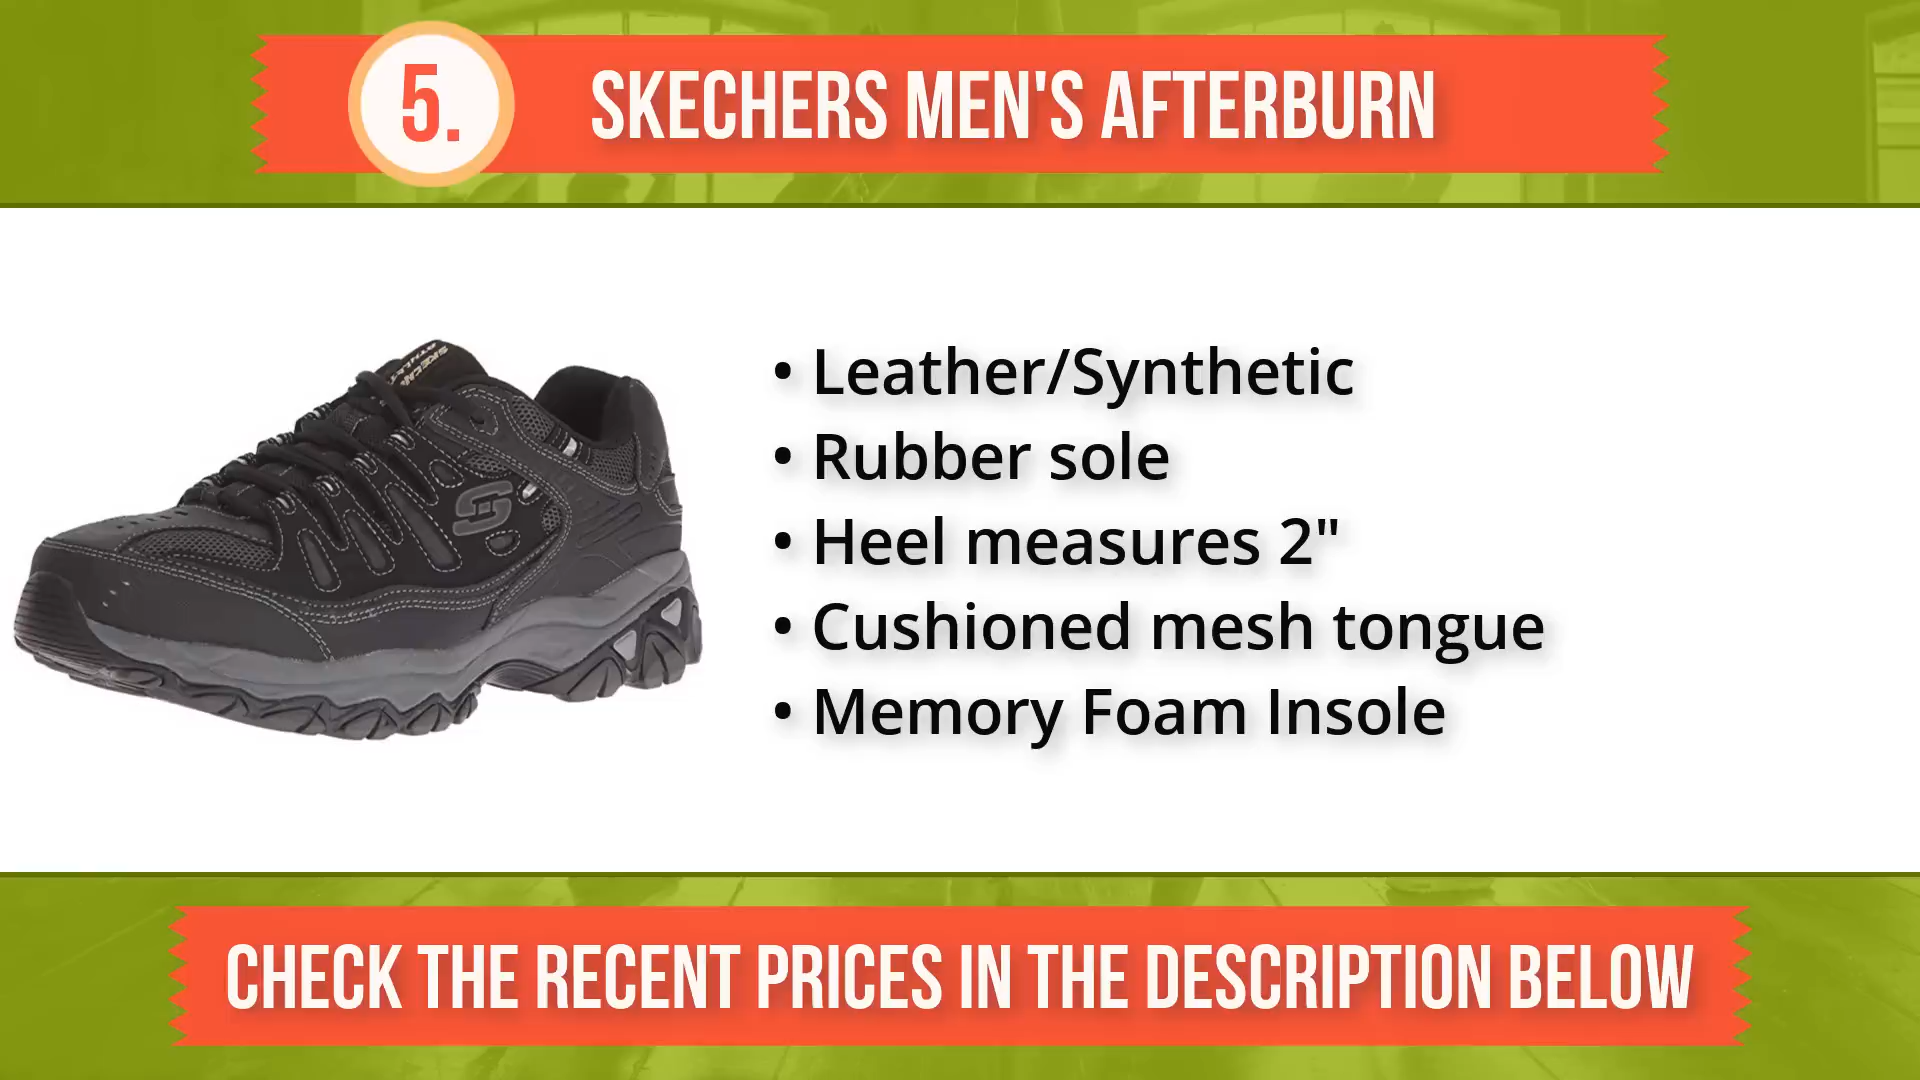 5.
SKECHERS MEN'S AFTERBURN
• Leather/Synthetic
• Rubber sole
• Heel measures 2"
• Cushioned mesh tongue
• Memory Foam Insole
CHECK THE RECENT PRICES IN THE DESCRIPTION BELOW